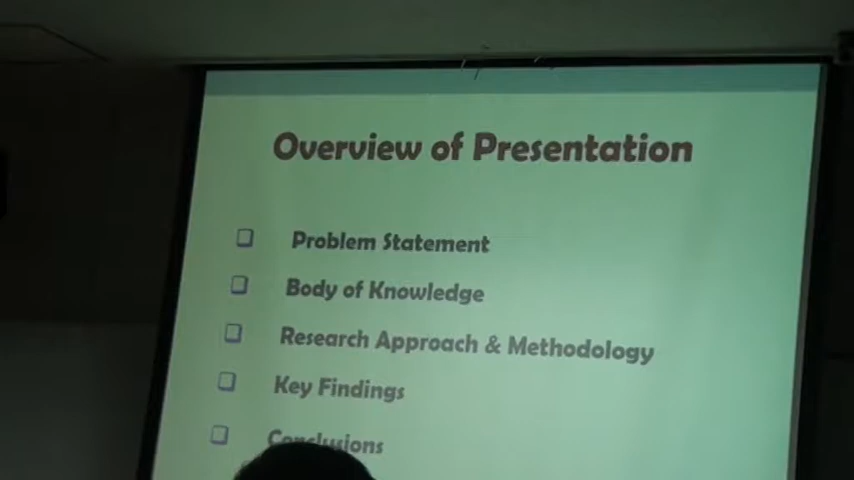 Overview of Presentation
Problem Statement
Body of Knowledge
Research Approach & Methodology
Key Findings
Conclusions